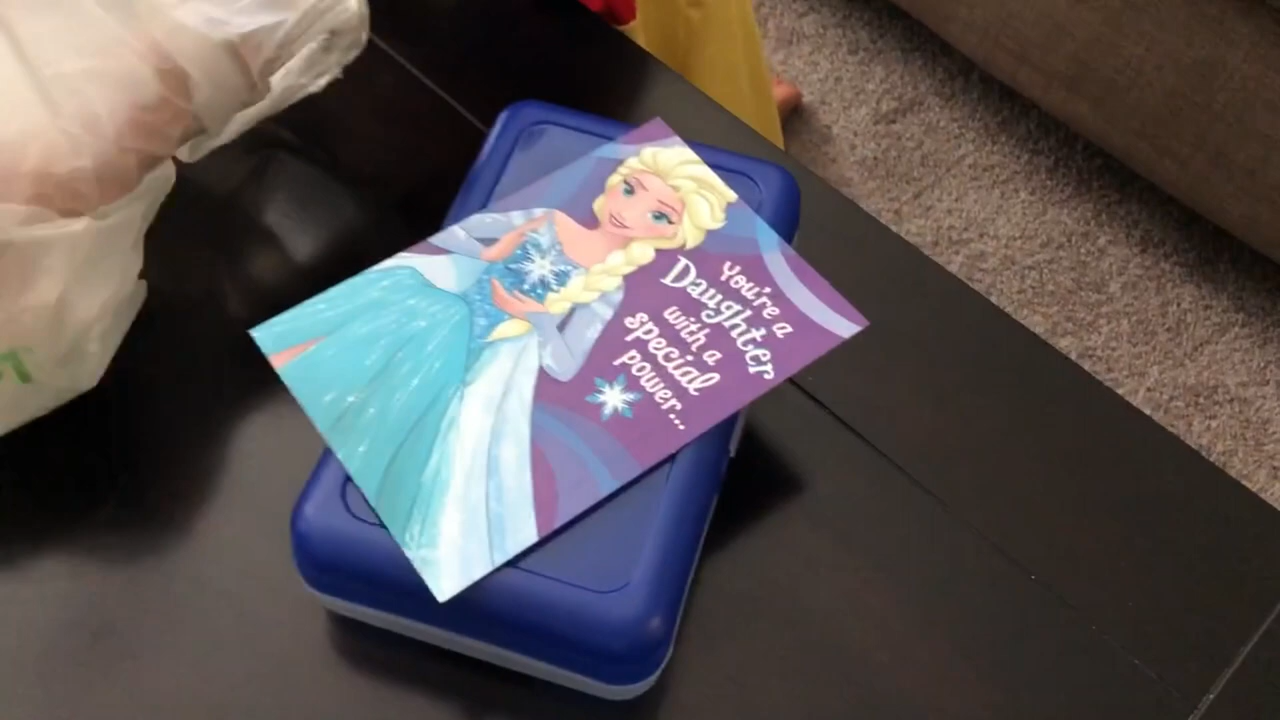 You're a
Daughter
with a
special
power...